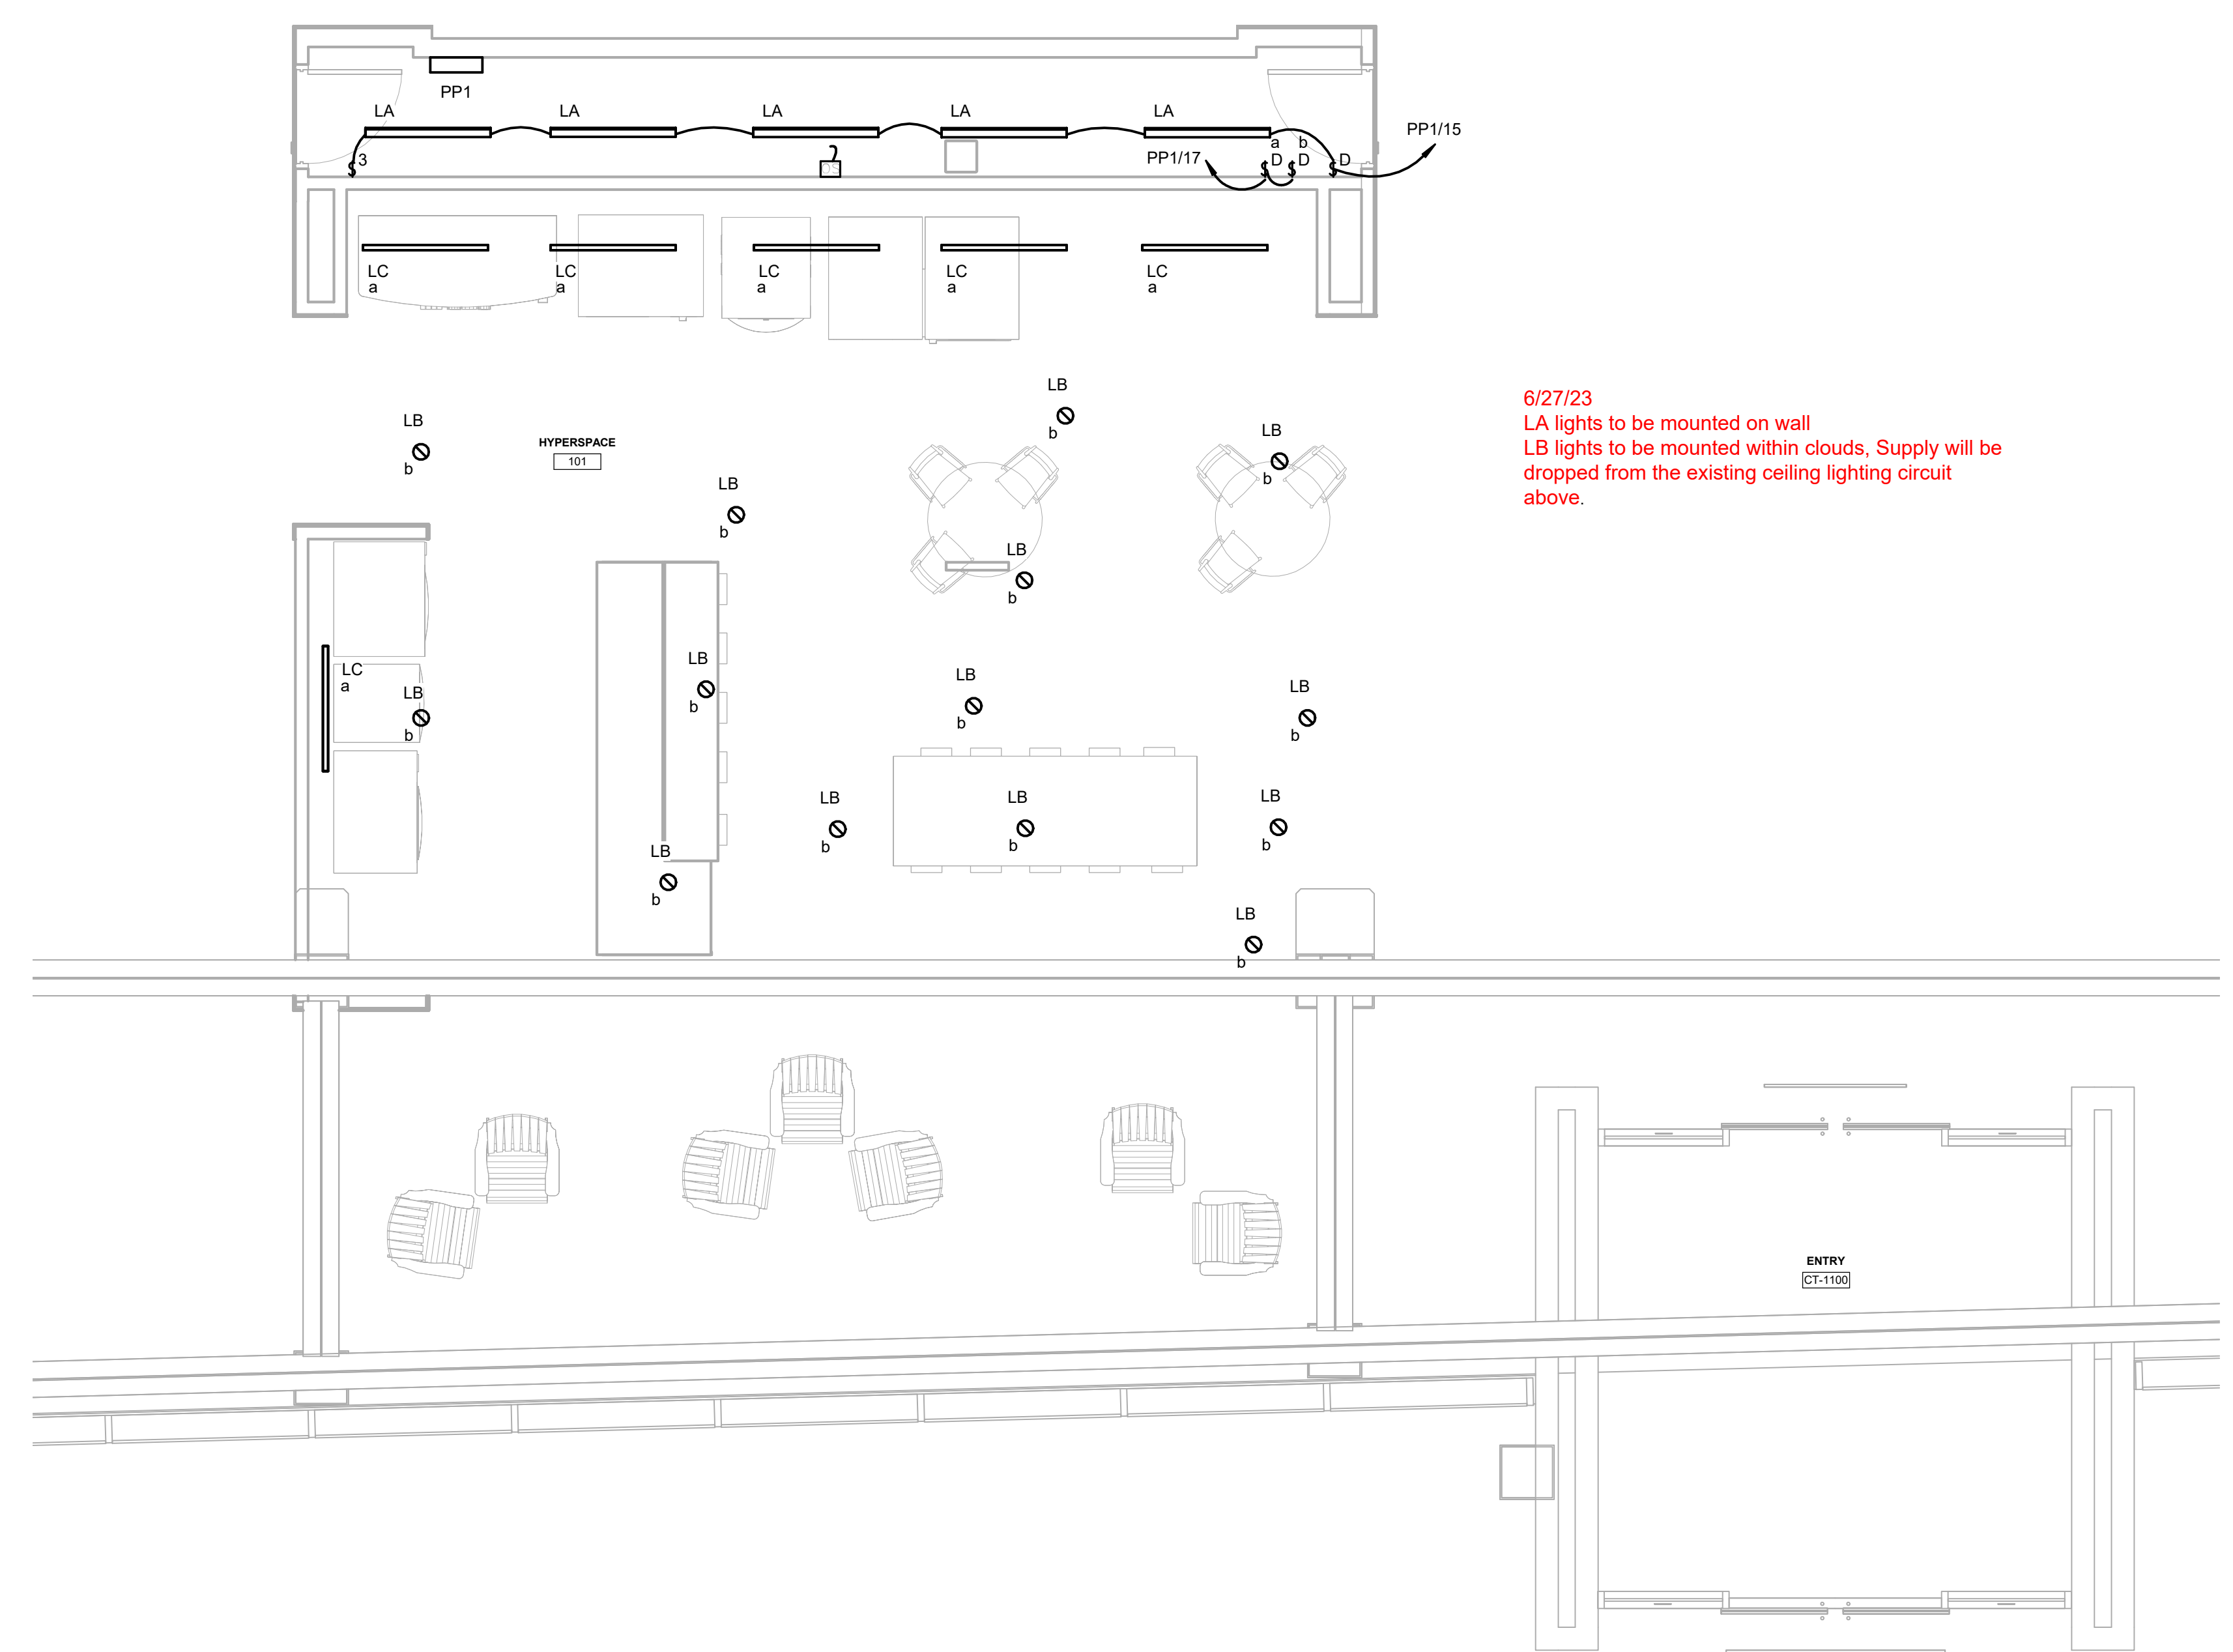 PP1
LA
LA
LA
LA
LA
PP1/15
a
b
3
OS
PP1/17
$
$ D
$ D
$ D
LC
a
LC
a
LC
a
LC
a
LC
a
LB
b
LB
b
HYPERSPACE
101
LB
b
LB
b
6/27/23
LA lights to be mounted on wall
LB lights to be mounted within clouds, Supply will be
dropped from the existing ceiling lighting circuit
above.
LB
b
LC
a
LB
b
LB
b
LB
b
LB
b
LB
b
LB
b
LB
b
LB
b
LB
b
ENTRY
CT-1100